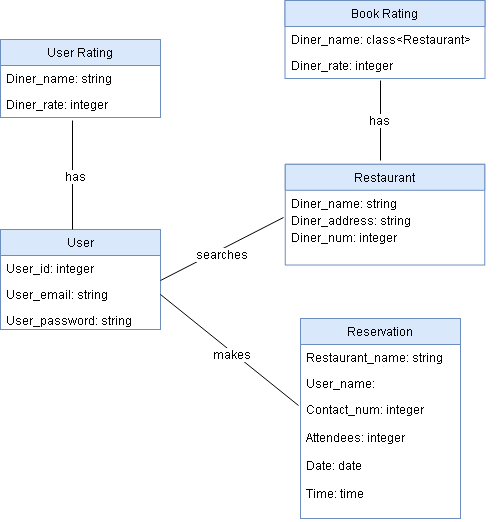 Book Rating
Diner_name: class<Restaurant>
Diner_rate: integer
User Rating
Diner_name: string
Diner_rate: integer
has
has
Restaurant
Diner_name: string
Diner_address: string
Diner_num: integer
User
User_id: integer
User_email: string
User_password: string
searches
makes
Reservation
Restaurant_name: string
User_name:
Contact_num: integer
Attendees: integer
Date: date
Time: time